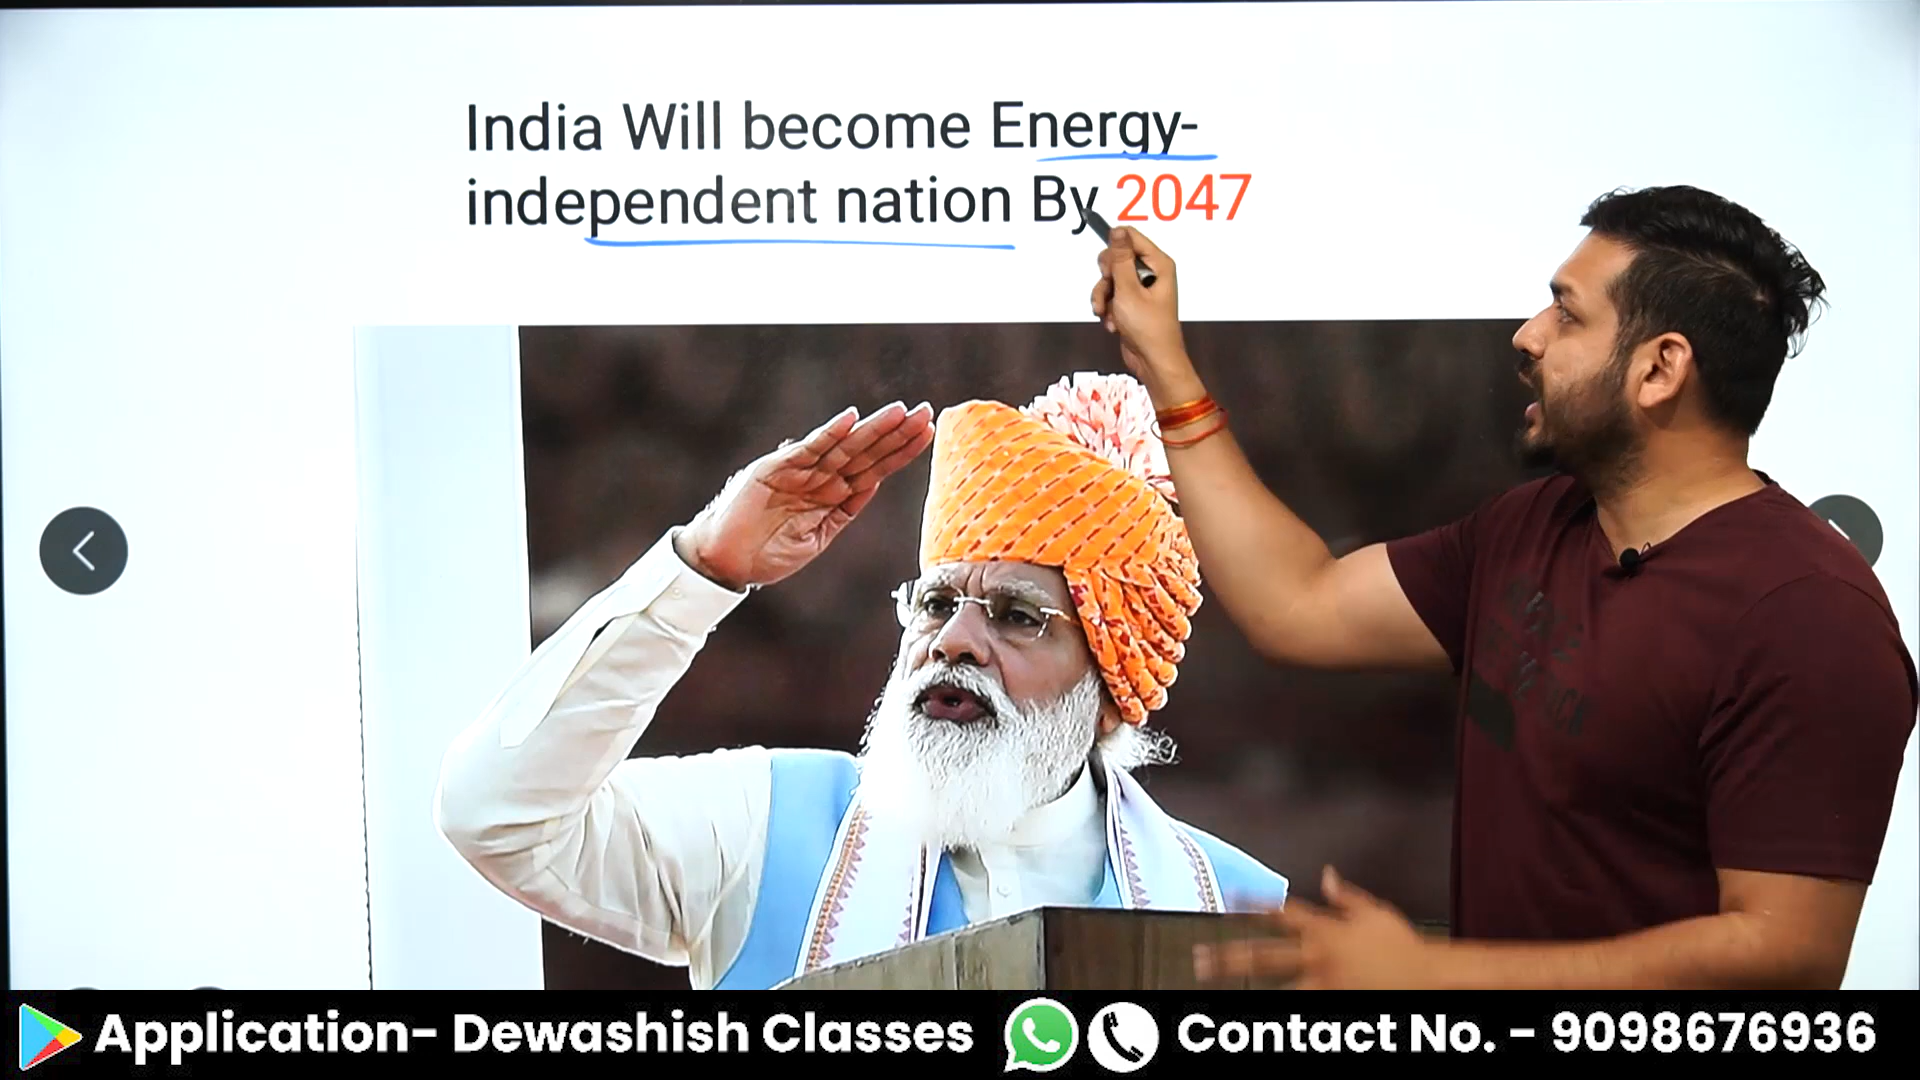 India Will become Energy-
independent nation By 2047
Application- Dewashish Classes
Contact No. - 9098676936